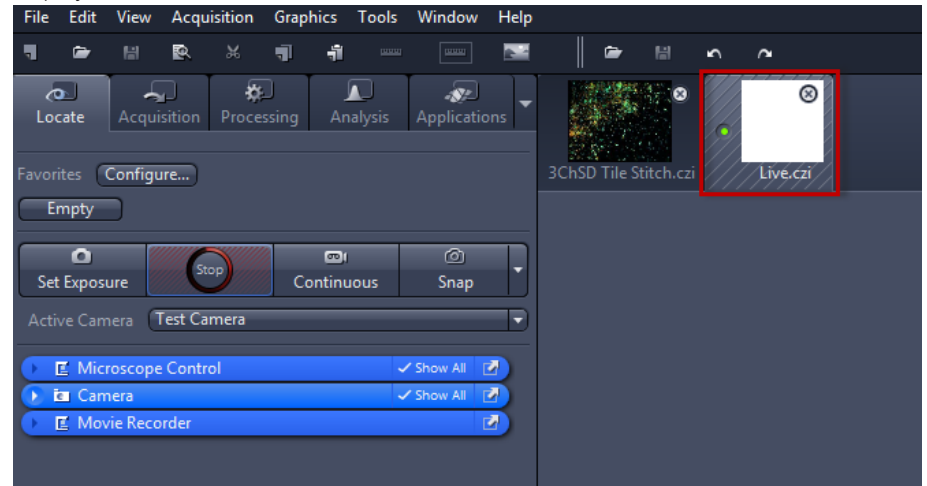 File Edit View Acquisition Graphics Tools Window Help
Locate Acquisition Processing Analysis Applications
3ChSD Tile Stitch.czi Live.czi
Favorites Configure...
Empty
Stop
Set Exposure Continuous Snap
Active Camera Test Camera
Microscope Control Show All
Camera Show All
Movie Recorder